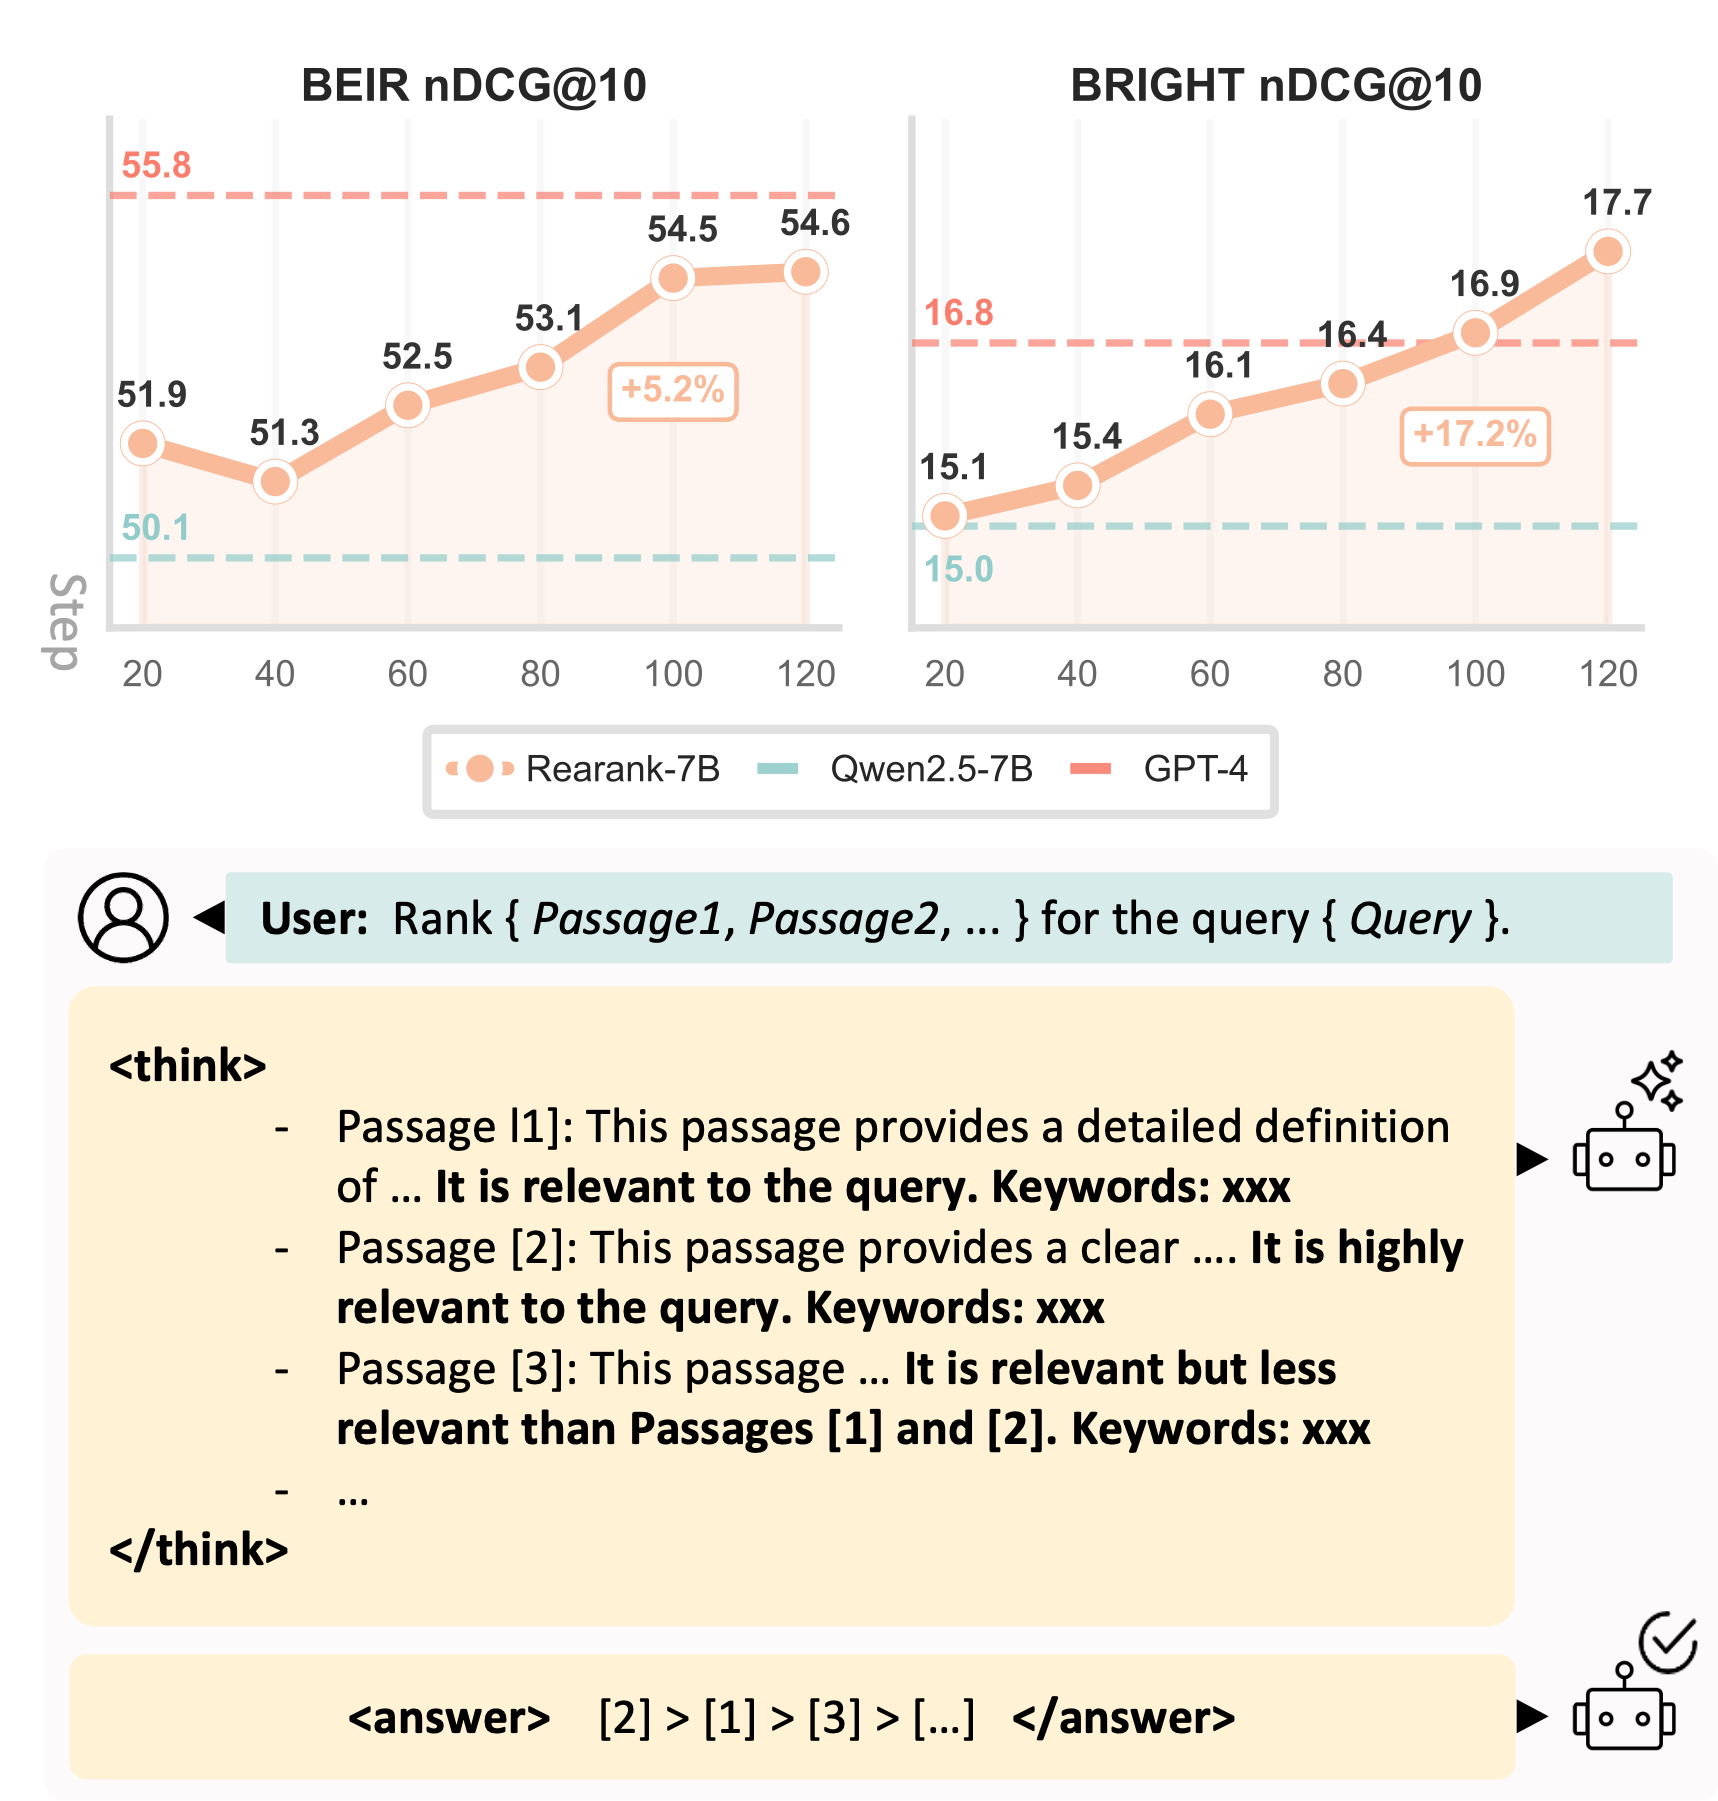 BEIR nDCG@10
55.8
51.9
51.3
52.5
53.1
54.5
54.6
+5.2%
50.1
Step
20 40 60 80 100 120
BRIGHT nDCG@10
16.8
15.1
15.4
16.1
16.4
16.9
17.7
+17.2%
15.0
20 40 60 80 100 120
Rearank-7B Qwen2.5-7B GPT-4
User: Rank { Passage1, Passage2, ... } for the query { Query }.
<think>
- Passage l1]: This passage provides a detailed definition
of ... It is relevant to the query. Keywords: xxx
- Passage [2]: This passage provides a clear .... It is highly
relevant to the query. Keywords: xxx
- Passage [3]: This passage ... It is relevant but less
relevant than Passages [1] and [2]. Keywords: xxx
- ...
</think>
<answer> [2] > [1] > [3] > [...] </answer>